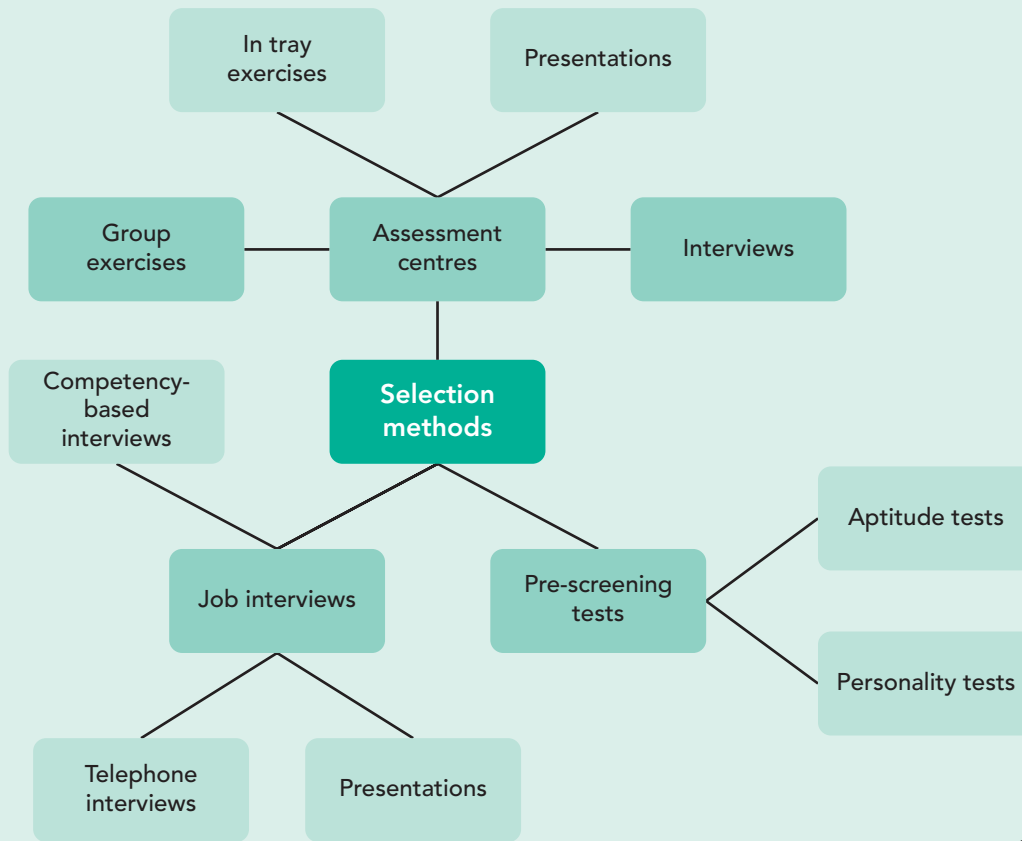 In tray
exercises
Presentations
Group
exercises
Assessment
centres
Interviews
Competency-
based
interviews
Selection
methods
Aptitude tests
Job interviews
Pre-screening
tests
Personality tests
Telephone
interviews
Presentations